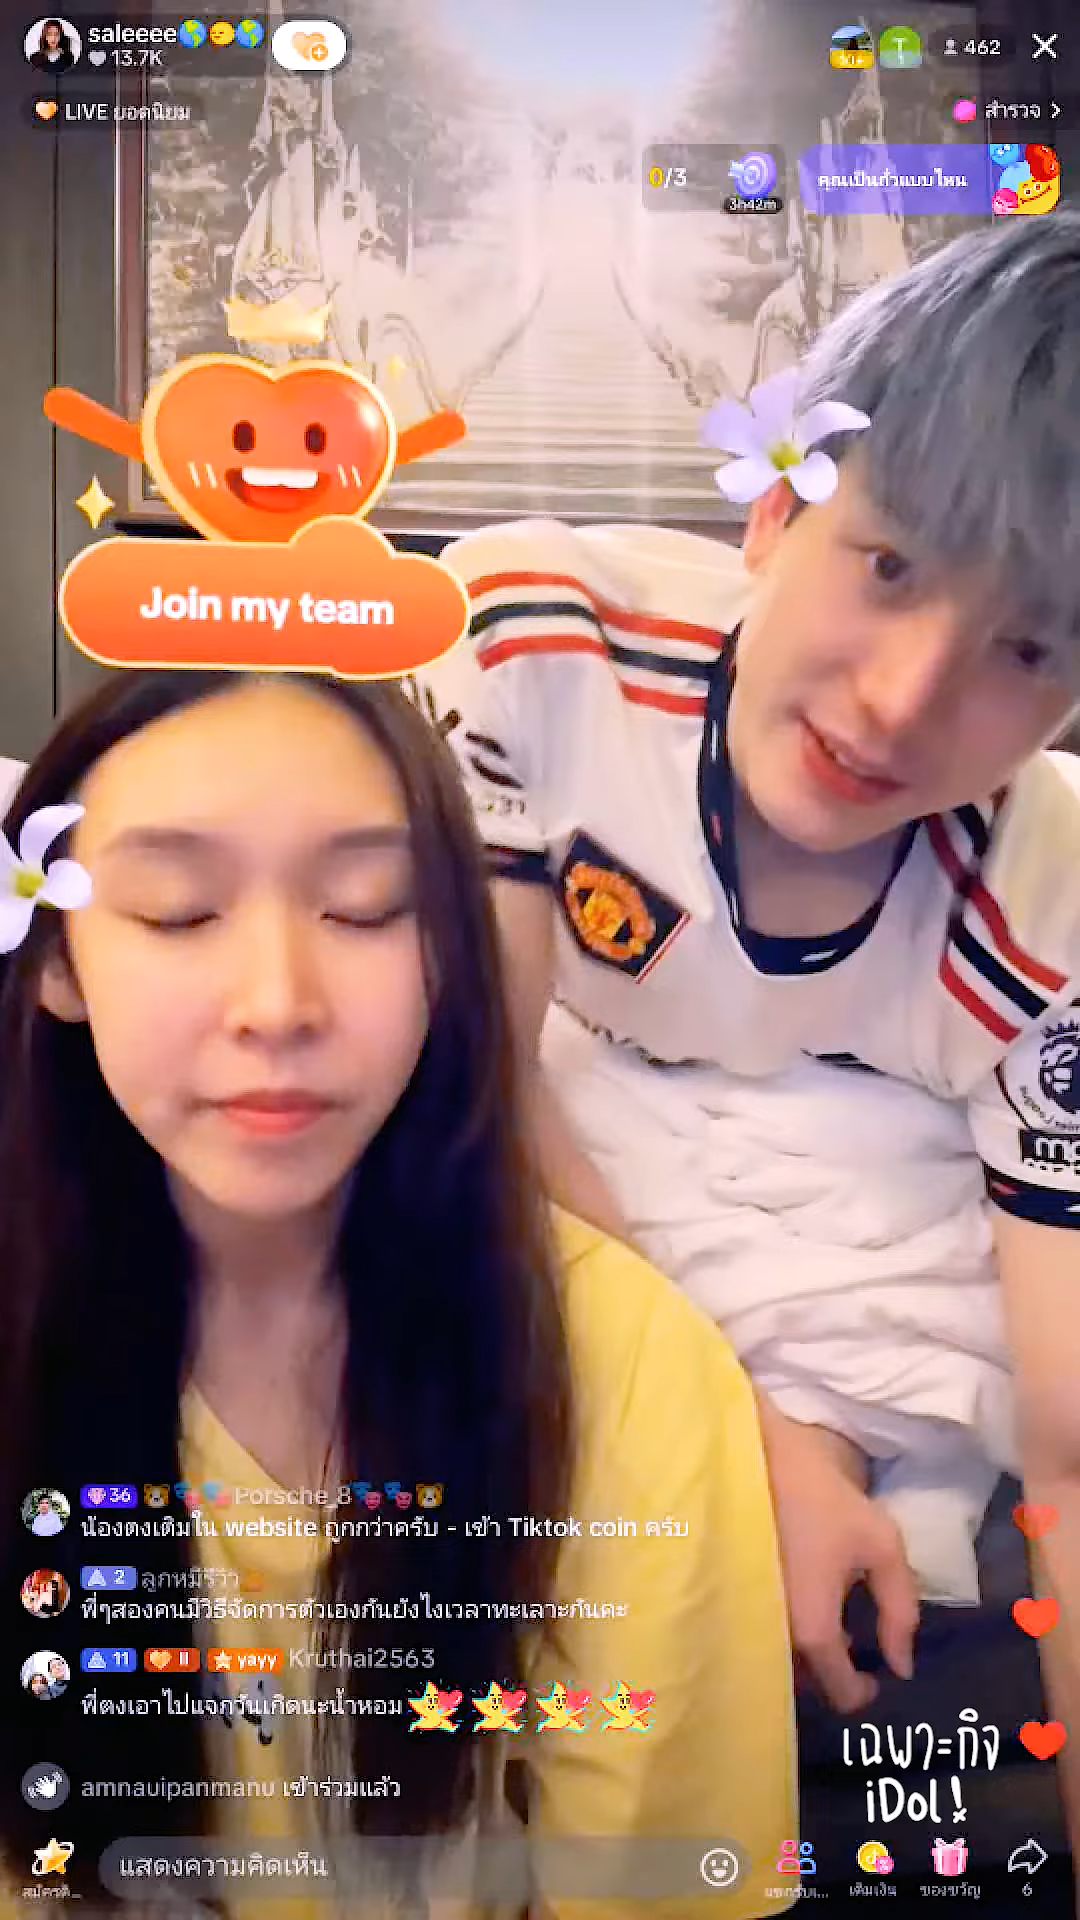 saleeee🌎🌝🌎
13.7K
462
LIVE ยอดนิยม
สำรวจ >
0/3
3h42m
คุณเป็นถั่วแบบไหน
Join my team
36 Porsche_8
น้องตงเติมใน website ถูกกว่าครับ - เข้า Tiktok coin ครับ
2 ลูกหมีรีวิว
พี่ๆสองคนมีวิธีจัดการตัวเองกันยังไงเวลาทะเลาะกันคะ
11 II yayy Kruthai2563
พี่ตงเอาไปแจกวันเกิดนะน้ำหอม
amnauipanmanu เข้าร่วมแล้ว
เฉพาะกิจ
iDol!
แสดงความคิดเห็น
เติมเงิน
ของขวัญ
6